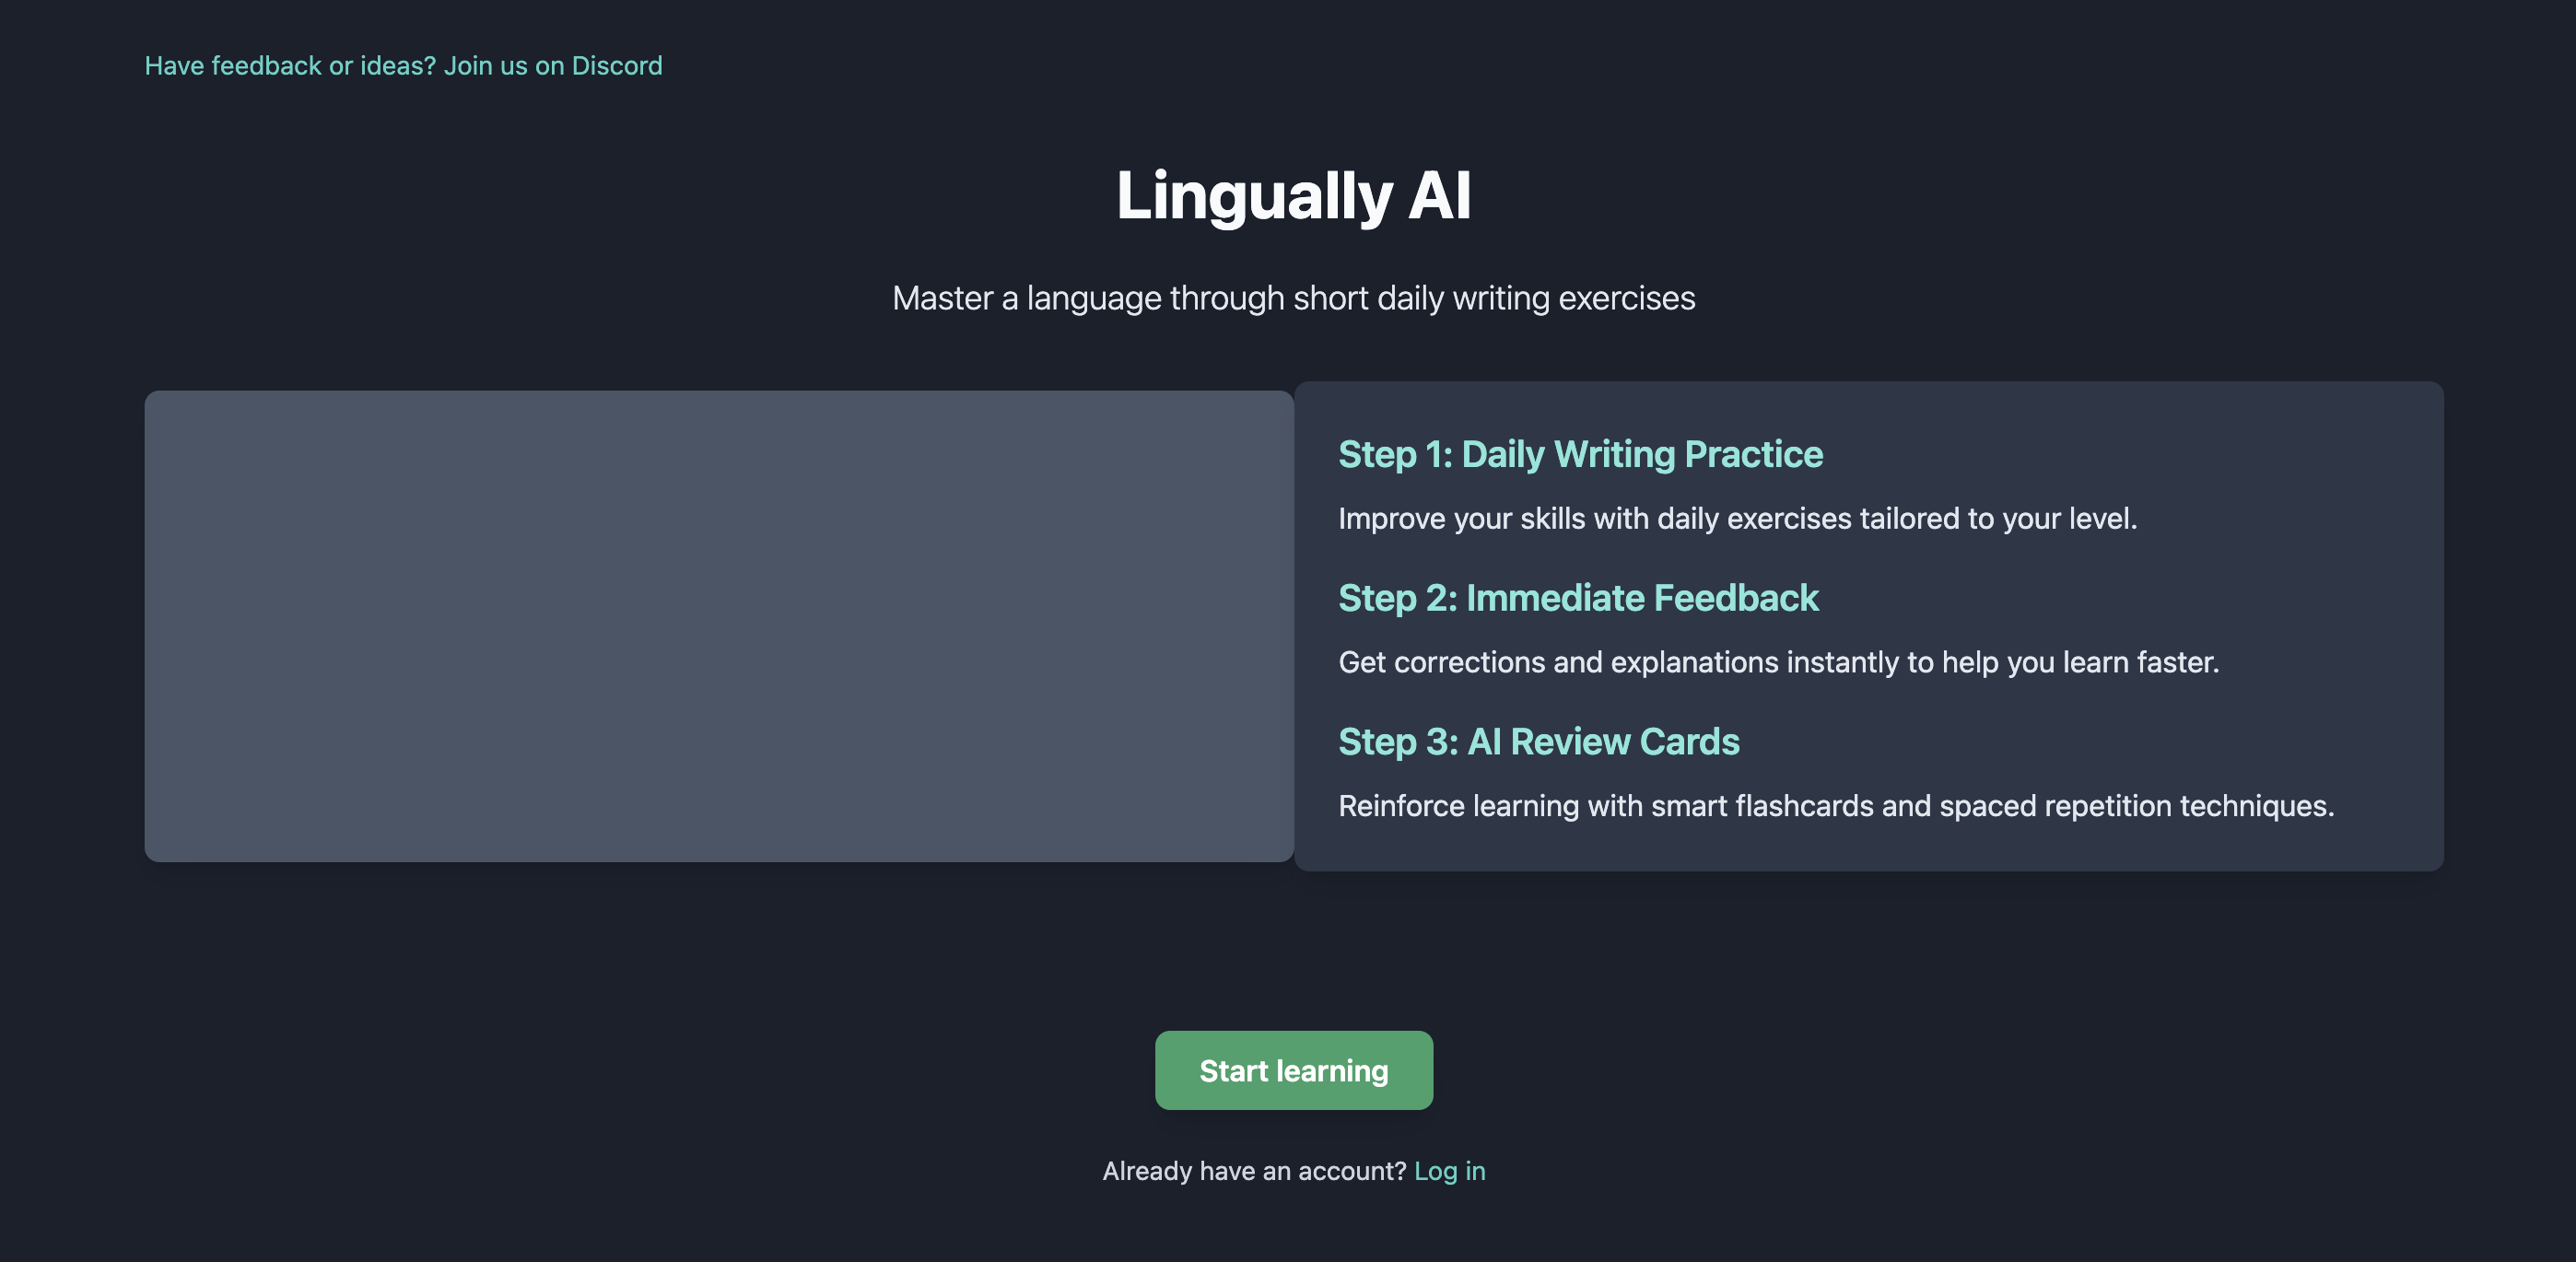 Have feedback or ideas? Join us on Discord
Lingually AI
Master a language through short daily writing exercises
Step 1: Daily Writing Practice
Improve your skills with daily exercises tailored to your level.
Step 2: Immediate Feedback
Get corrections and explanations instantly to help you learn faster.
Step 3: AI Review Cards
Reinforce learning with smart flashcards and spaced repetition techniques.
Start learning
Already have an account? Log in